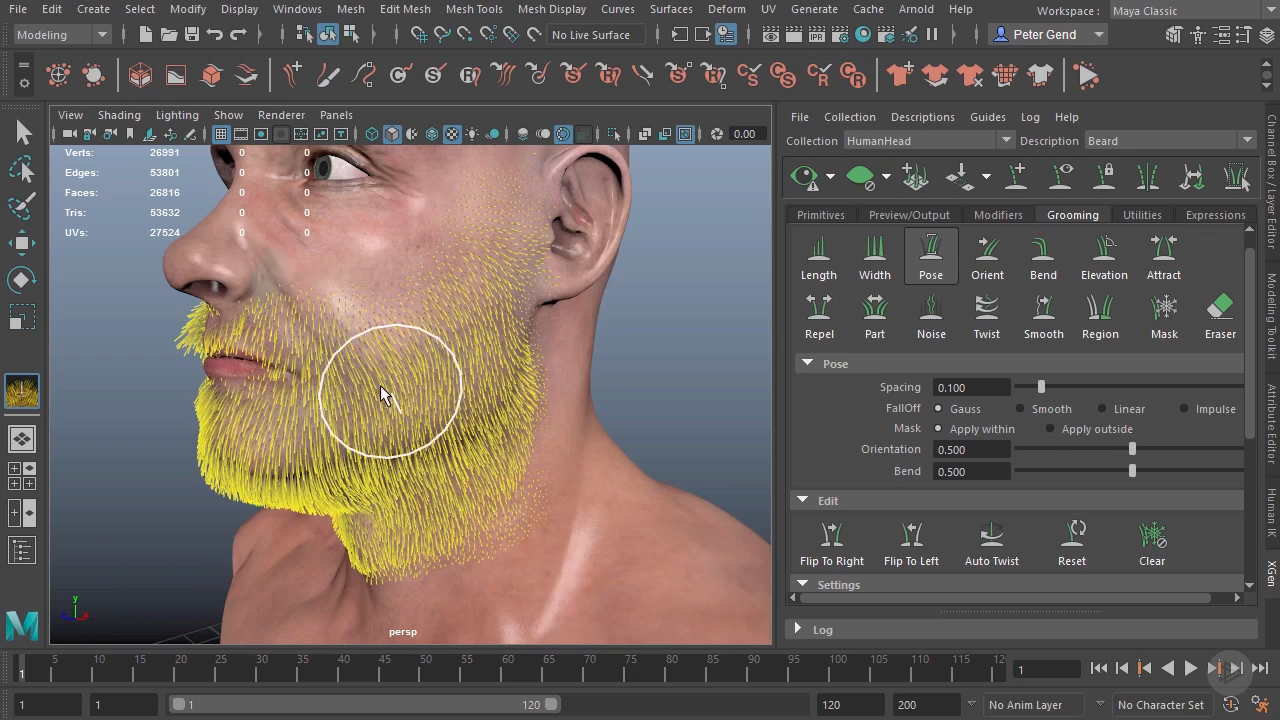 File Edit Create Select Modify Display Windows Mesh Edit Mesh Mesh Tools Mesh Display Curves Surfaces Deform UV Generate Cache Arnold Help Workspace : Maya Classic
Modeling No Live Surface IPR Peter Gend
View Shading Lighting Show Renderer Panels
0.00
Verts: 26991 0 0
Edges: 53801 0 0
Faces: 26816 0 0
Tris: 53632 0 0
UVs: 27524 0 0
persp
y
File Collection Descriptions Guides Log Help
Collection HumanHead Description Beard
Primitives Preview/Output Modifiers Grooming Utilities Expressions
Length Width Pose Orient Bend Elevation Attract
Repel Part Noise Twist Smooth Region Mask Eraser
Pose
Spacing 0.100
FallOff Gauss Smooth Linear Impulse
Mask Apply within Apply outside
Orientation 0.500
Bend 0.500
Edit
Flip To Right Flip To Left Auto Twist Reset Clear
Settings
Log
Channel Box / Layer Editor
Modeling Toolkit
Attribute Editor
Human IK
XGen
5 10 15 20 25 30 35 40 45 50 55 60 65 70 75 80 85 90 95 100 105 110 115 12
1
1
1 1 1 120 120 200 No Anim Layer No Character Set